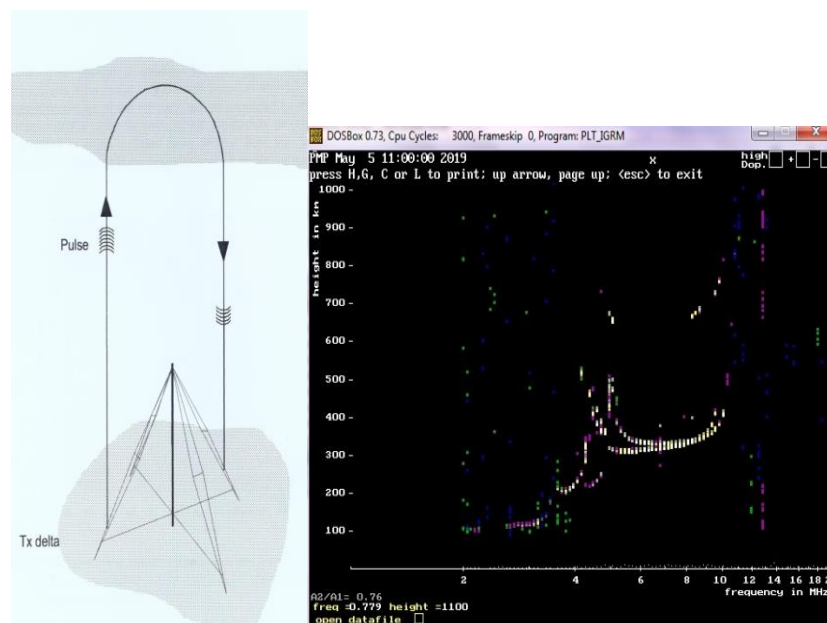 Pulse
Tx delta
DOSBox 0.73, Cpu Cycles: 3000, Frameskip 0, Program: PLT_IGRM
PMP May 5 11:00:00 2019 x high + -
press H,G, C or L to print; up arrow, page up; <esc> to exit Dop.
height in km
1000 -
900 -
800 -
700 -
600 -
500 -
400 -
300 -
200 -
100 -
2 4 6 8 10 12 14 16 18
frequency in MHz
A2/A1= 0.76
freq =0.779 height =1100
open datafile